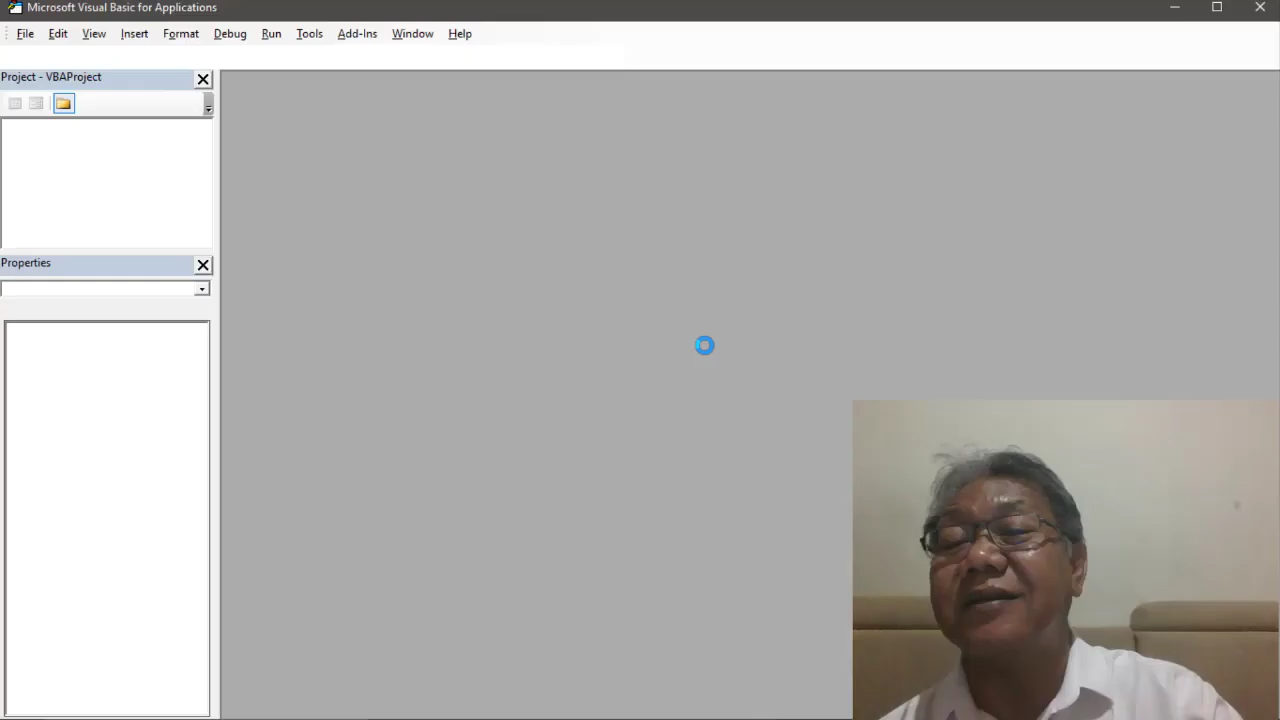 Microsoft Visual Basic for Applications
File Edit View Insert Format Debug Run Tools Add-Ins Window Help
Project - VBAProject
Properties